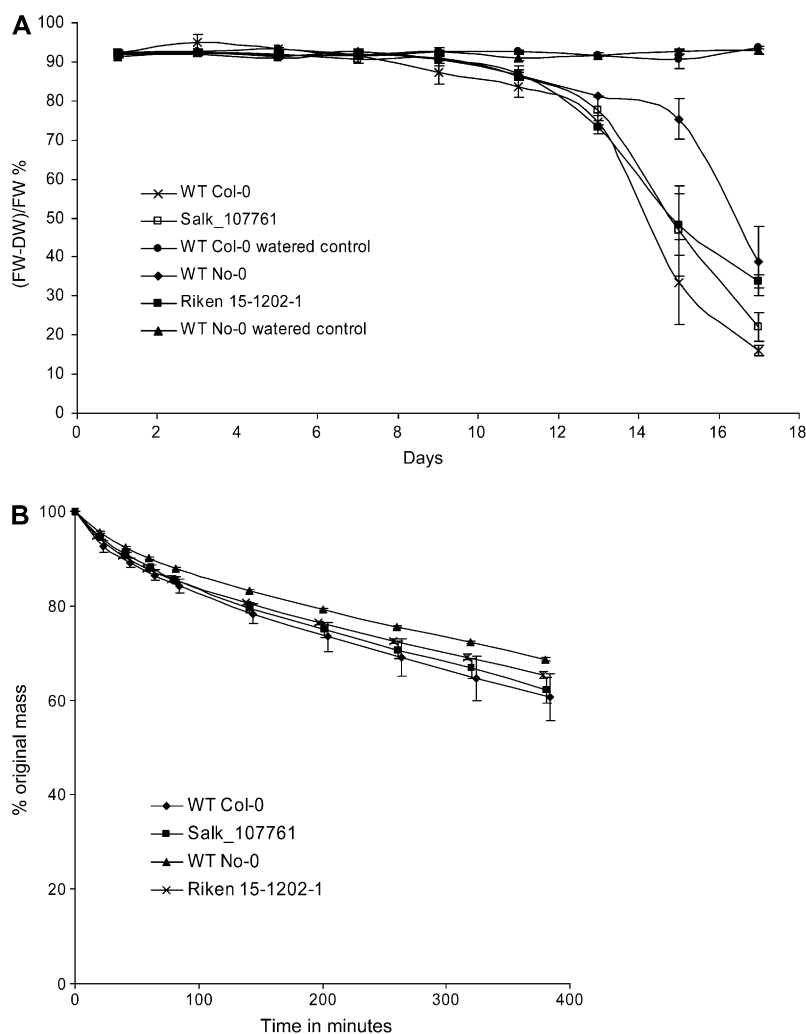 A
(FW-DW)/FW %
100
90
80
70
60
50
40
30
20
10
0
WT Col-0
Salk_107761
WT Col-0 watered control
WT No-0
Riken 15-1202-1
WT No-0 watered control
0 2 4 6 8 10 12 14 16 18
Days
B
% original mass
100
80
60
40
20
0
WT Col-0
Salk_107761
WT No-0
Riken 15-1202-1
0 100 200 300 400
Time in minutes